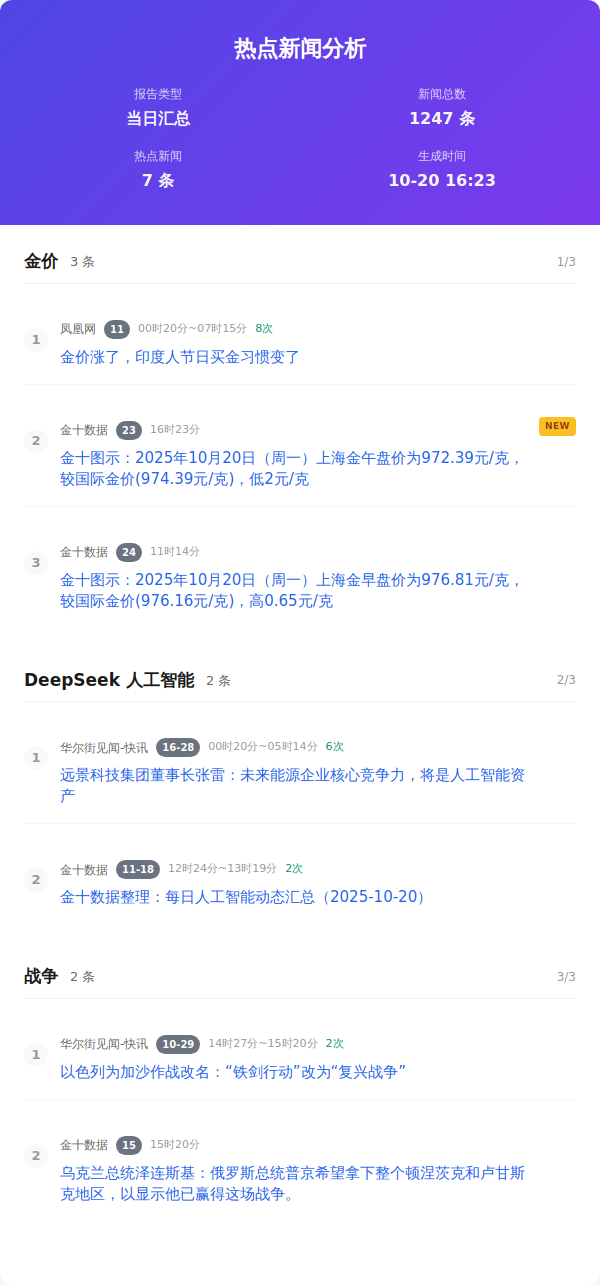 热点新闻分析
报告类型
新闻总数
当日汇总
1247 条
热点新闻
生成时间
7 条
10-20 16:23
金价 3 条 1/3
1
凤凰网 11 00时20分~07时15分 8次
金价涨了，印度人节日买金习惯变了
2
金十数据 23 16时23分 NEW
金十图示：2025年10月20日（周一）上海金午盘价为972.39元/克，
较国际金价(974.39元/克)，低2元/克
3
金十数据 24 11时14分
金十图示：2025年10月20日（周一）上海金早盘价为976.81元/克，
较国际金价(976.16元/克)，高0.65元/克
DeepSeek 人工智能 2 条 2/3
1
华尔街见闻-快讯 16-28 00时20分~05时14分 6次
远景科技集团董事长张雷：未来能源企业核心竞争力，将是人工智能资
产
2
金十数据 11-18 12时24分~13时19分 2次
金十数据整理：每日人工智能动态汇总（2025-10-20）
战争 2 条 3/3
1
华尔街见闻-快讯 10-29 14时27分~15时20分 2次
以色列为加沙作战改名：“铁剑行动”改为“复兴战争”
2
金十数据 15 15时20分
乌克兰总统泽连斯基：俄罗斯总统普京希望拿下整个顿涅茨克和卢甘斯
克地区，以显示他已赢得这场战争。